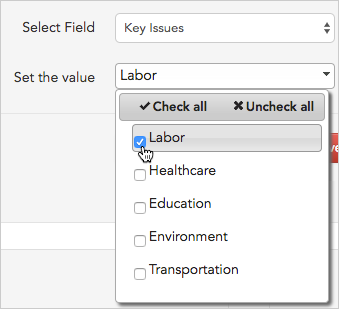 Select Field Key Issues
Set the value Labor
✔ Check all ✖ Uncheck all
Labor
Healthcare
Education
Environment
Transportation